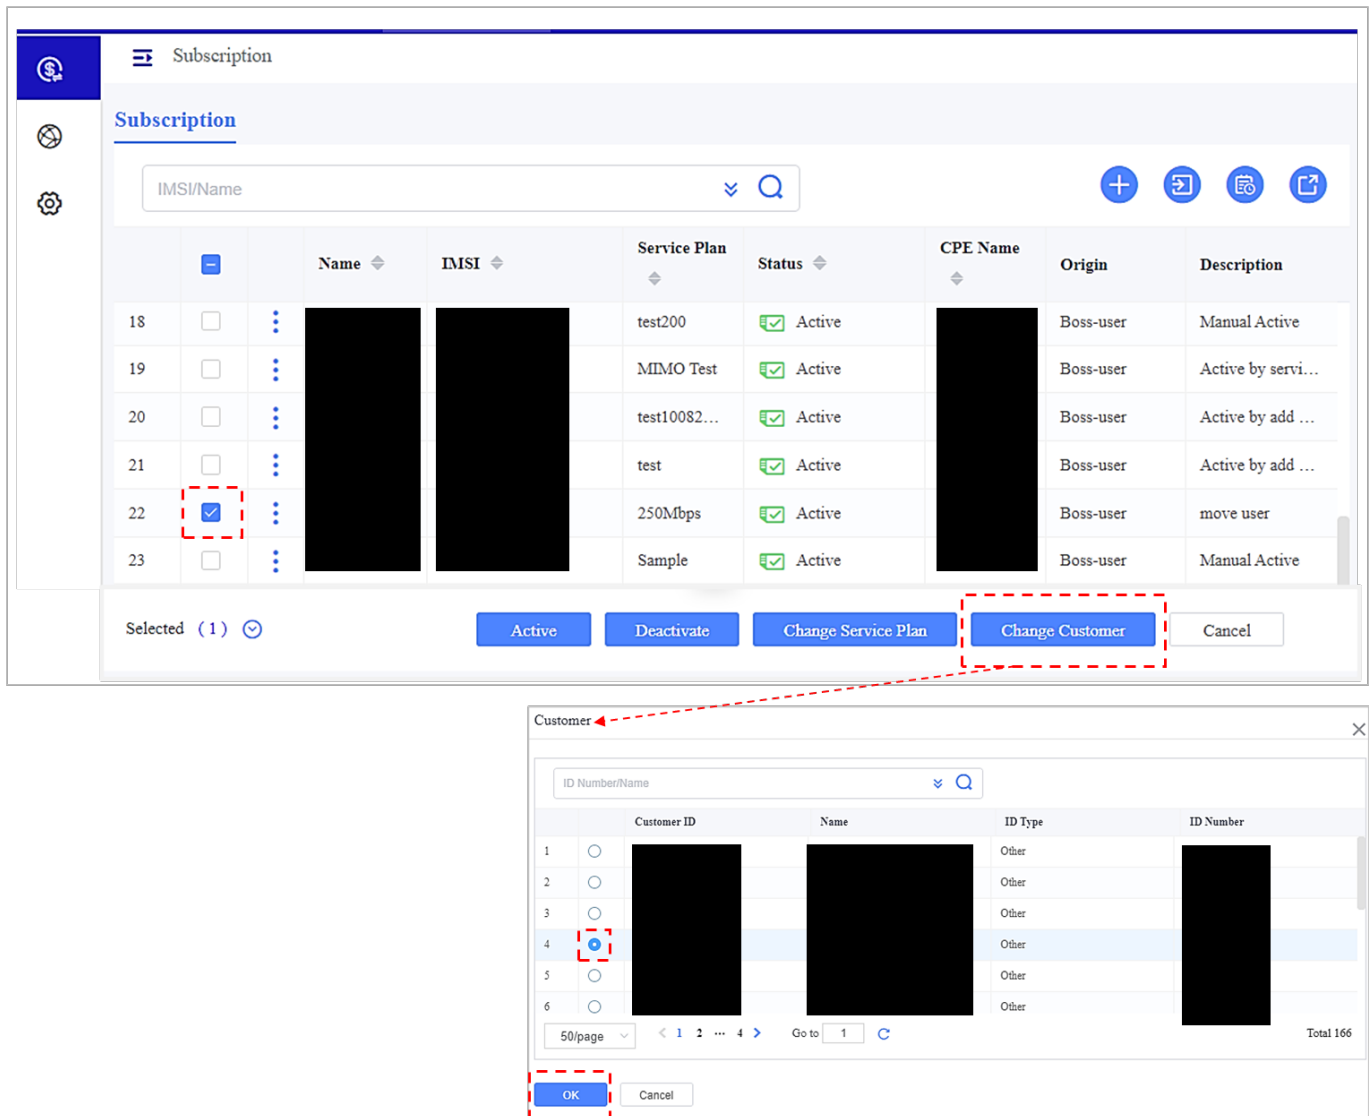 Subscription
Subscription
IMSI/Name
Name IMSI Service Plan Status CPE Name Origin Description
18 test200 Active Boss-user Manual Active
19 MIMO Test Active Boss-user Active by servi...
20 test10082... Active Boss-user Active by add ...
21 test Active Boss-user Active by add ...
22 250Mbps Active Boss-user move user
23 Sample Active Boss-user Manual Active
Selected (1) Active Deactivate Change Service Plan Change Customer Cancel
Customer
ID Number/Name
Customer ID Name ID Type ID Number
1 Other
2 Other
3 Other
4 Other
5 Other
6 Other
50/page < 1 2 ... 4 > Go to 1 Total 166
OK Cancel